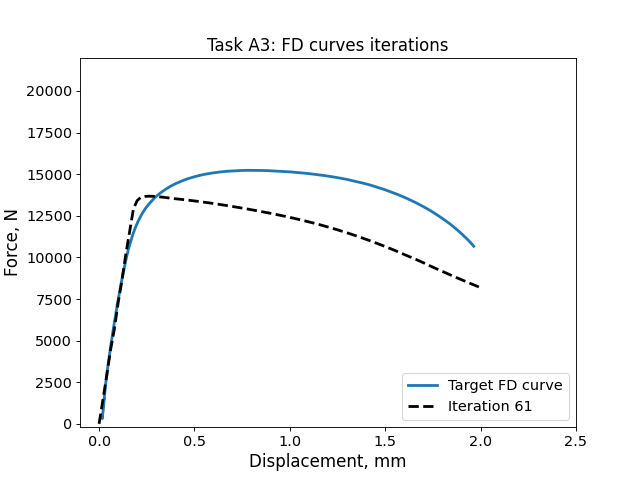 Task A3: FD curves iterations
Force, N
20000
17500
15000
12500
10000
7500
5000
2500
0
0.0 0.5 1.0 1.5 2.0 2.5
Displacement, mm
Target FD curve
Iteration 61